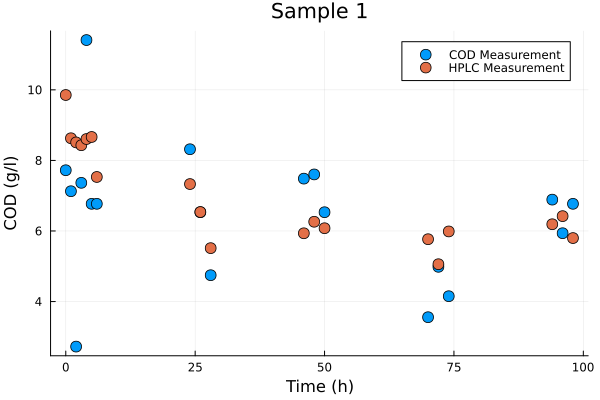 Sample 1
COD Measurement
HPLC Measurement
COD (g/l)
10
8
6
4
0
25
50
75
100
Time (h)